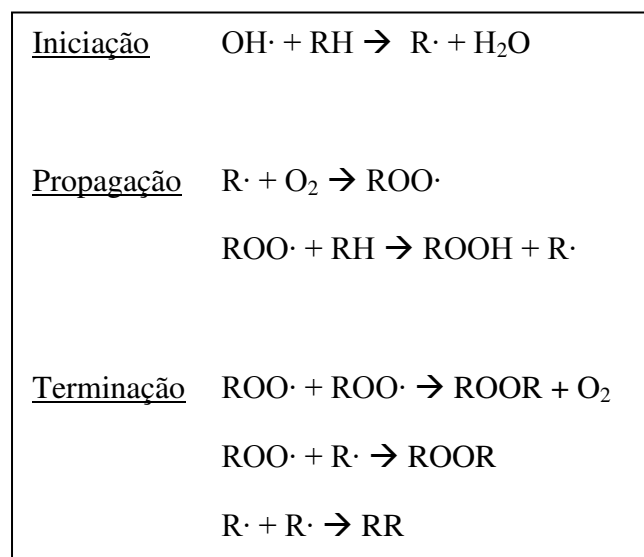 Iniciação OH· + RH → R· + H₂O
Propagação R· + O₂ → ROO·
ROO· + RH → ROOH + R·
Terminação ROO· + ROO· → ROOR + O₂
ROO· + R· → ROOR
R· + R· → RR